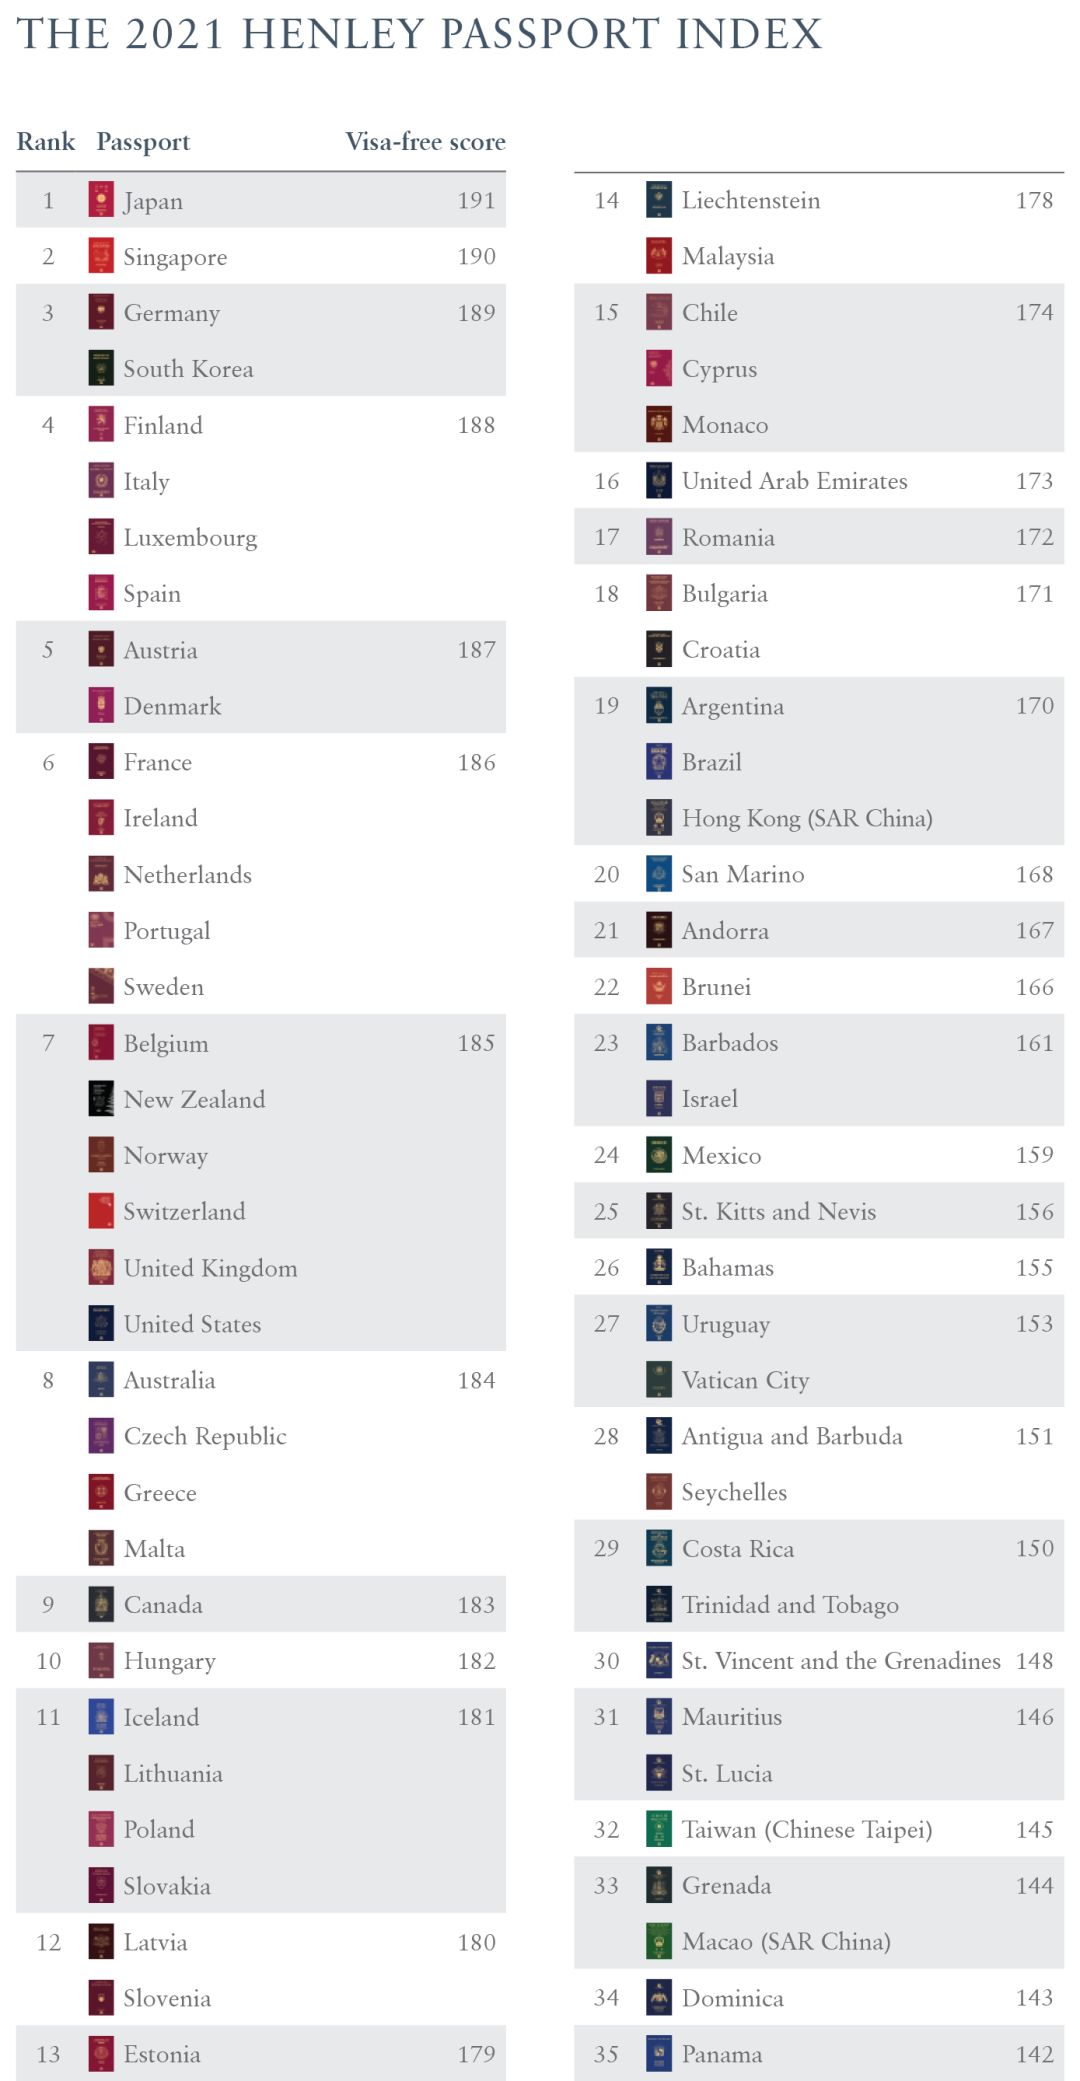 THE 2021 HENLEY PASSPORT INDEX
Rank Passport Visa-free score
1 Japan 191
2 Singapore 190
3 Germany 189
South Korea
4 Finland 188
Italy
Luxembourg
Spain
5 Austria 187
Denmark
6 France 186
Ireland
Netherlands
Portugal
Sweden
7 Belgium 185
New Zealand
Norway
Switzerland
United Kingdom
United States
8 Australia 184
Czech Republic
Greece
Malta
9 Canada 183
10 Hungary 182
11 Iceland 181
Lithuania
Poland
Slovakia
12 Latvia 180
Slovenia
13 Estonia 179
14 Liechtenstein 178
Malaysia
15 Chile 174
Cyprus
Monaco
16 United Arab Emirates 173
17 Romania 172
18 Bulgaria 171
Croatia
19 Argentina 170
Brazil
Hong Kong (SAR China)
20 San Marino 168
21 Andorra 167
22 Brunei 166
23 Barbados 161
Israel
24 Mexico 159
25 St. Kitts and Nevis 156
26 Bahamas 155
27 Uruguay 153
Vatican City
28 Antigua and Barbuda 151
Seychelles
29 Costa Rica 150
Trinidad and Tobago
30 St. Vincent and the Grenadines 148
31 Mauritius 146
St. Lucia
32 Taiwan (Chinese Taipei) 145
33 Grenada 144
Macao (SAR China)
34 Dominica 143
35 Panama 142